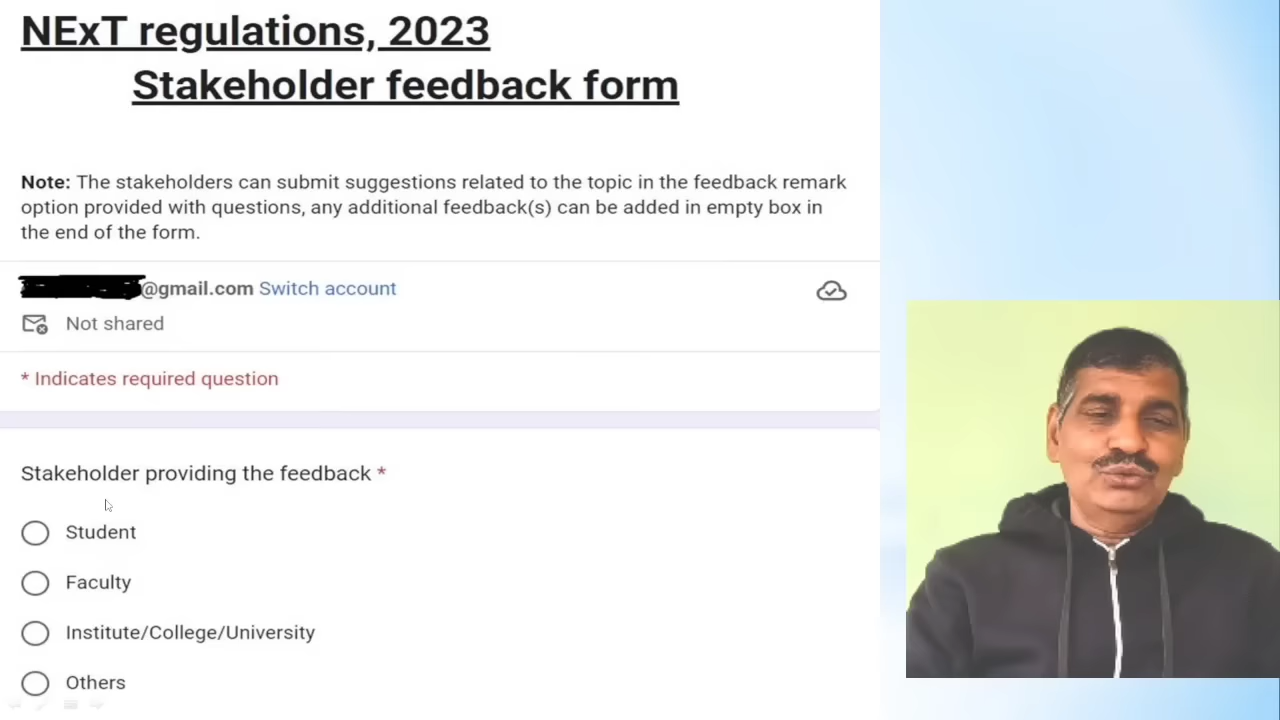 NExT regulations, 2023
Stakeholder feedback form
Note: The stakeholders can submit suggestions related to the topic in the feedback remark
option provided with questions, any additional feedback(s) can be added in empty box in
the end of the form.
@gmail.com Switch account
Not shared
* Indicates required question
Stakeholder providing the feedback *
Student
Faculty
Institute/College/University
Others